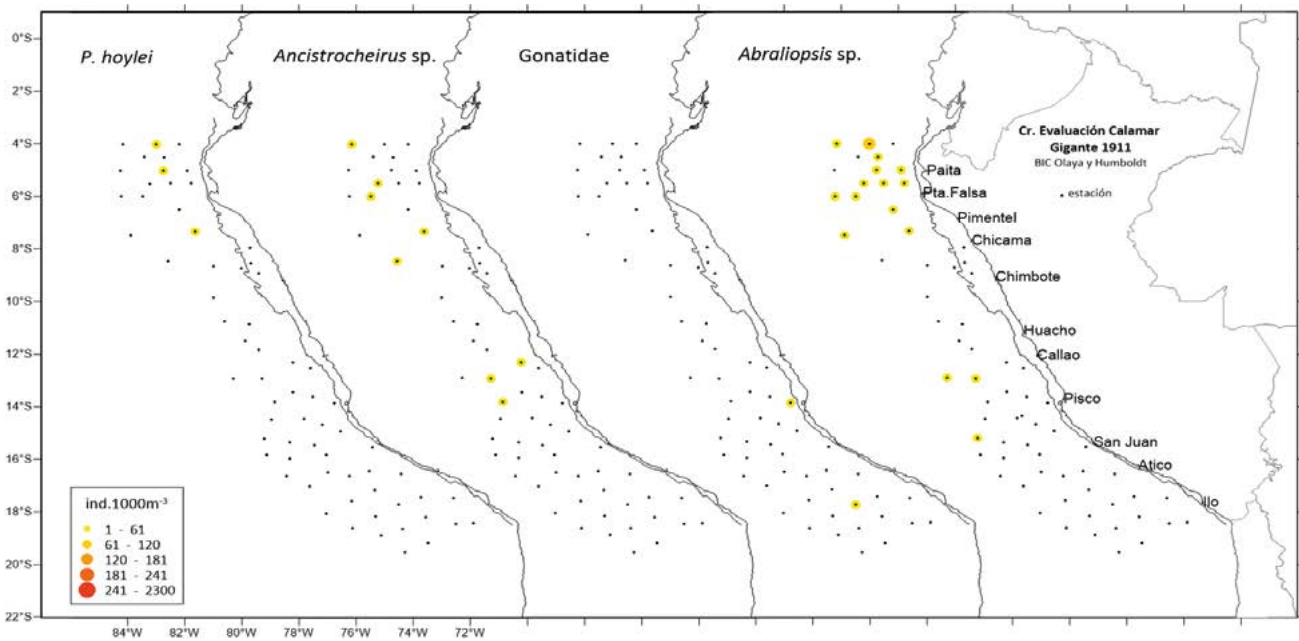 0°S
2°S
4°S
6°S
8°S
10°S
12°S
14°S
16°S
18°S
20°S
22°S
P. hoylei
Ancistrocheirus sp.
Gonatidae
Abraliopsis sp.
Cr. Evaluación Calamar
Gigante 1911
BIC Olaya y Humboldt
estación
Paita
Pta.Falsa
Pimentel
Chicama
Chimbote
Huacho
Callao
Pisco
San Juan
Atico
Ilo
ind.1000m⁻³
1 - 61
61 - 120
120 - 181
181 - 241
241 - 2300
84°W 82°W 80°W 78°W 76°W 74°W 72°W